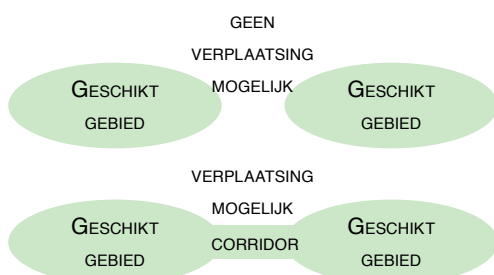 GEEN
VERPLAATSING
MOGELIJK
GESCHIKT
GEBIED
GESCHIKT
GEBIED
VERPLAATSING
MOGELIJK
CORRIDOR
GESCHIKT
GEBIED
GESCHIKT
GEBIED